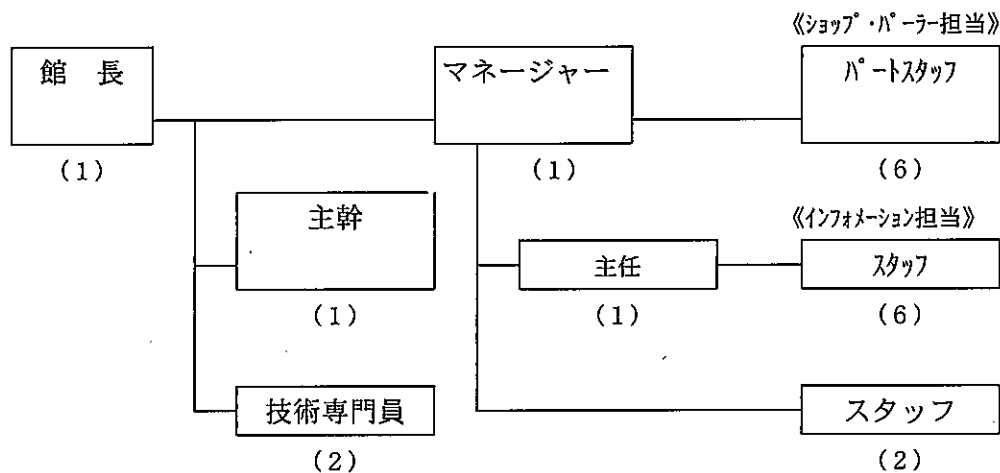 《ショップ・パーラー担当》
館　長
マネージャー
パートスタッフ
(1)
(1)
(6)
主幹
《インフォメーション担当》
主任
スタッフ
(1)
(1)
(6)
技術専門員
スタッフ
(2)
(2)